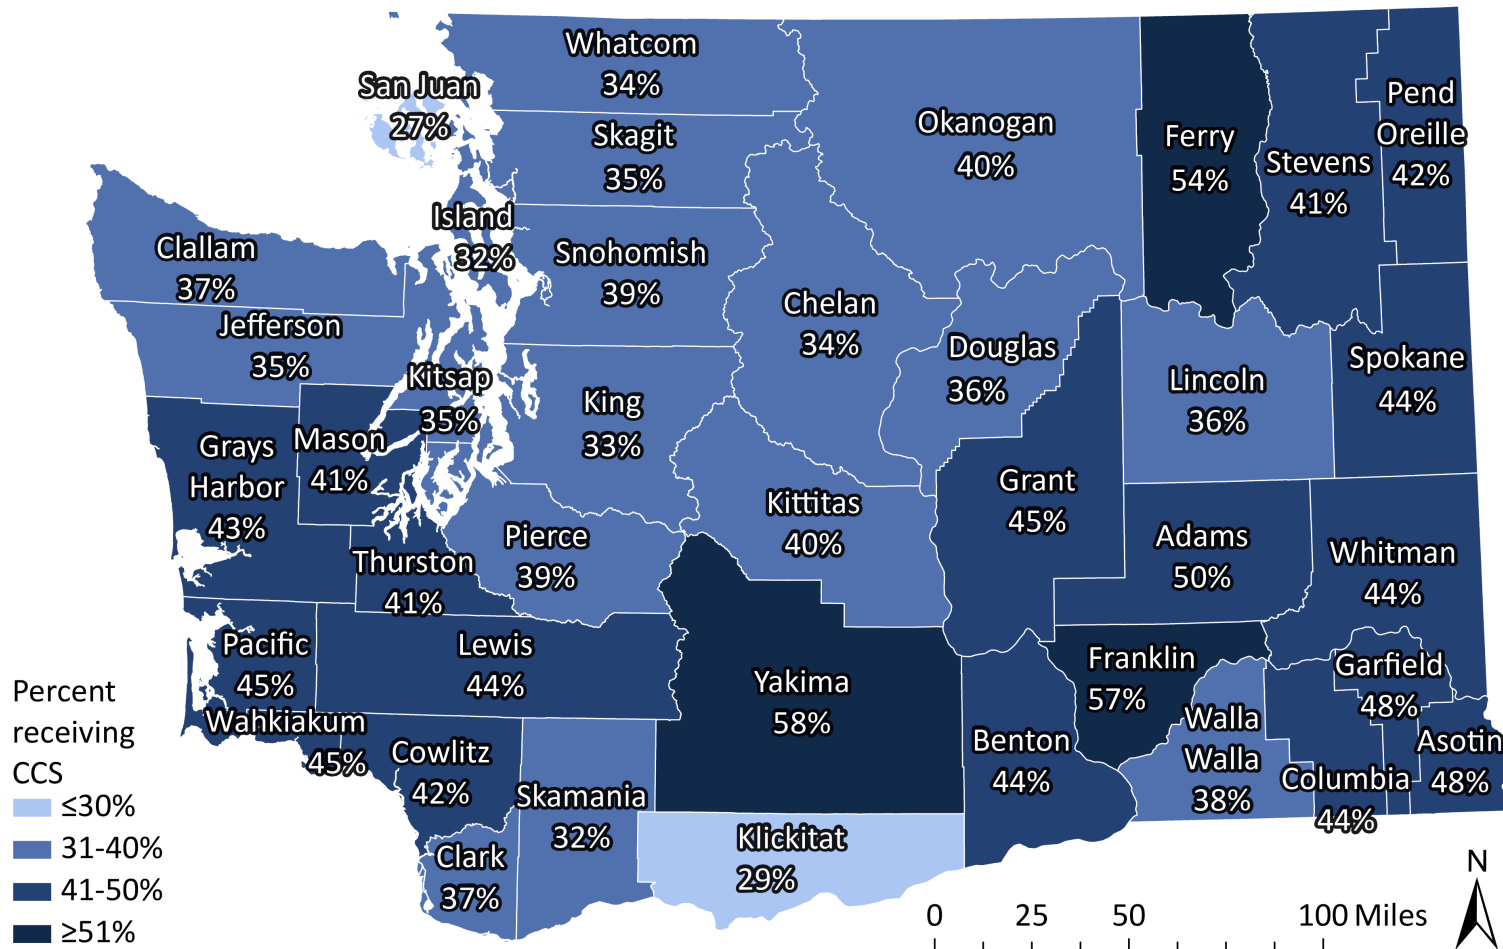 Whatcom
34%
San Juan
27%
Skagit
35%
Okanogan
40%
Ferry
54%
Stevens
41%
Pend
Oreille
42%
Island
32%
Clallam
37%
Snohomish
39%
Jefferson
35%
Chelan
34%
Douglas
36%
Kitsap
35%
King
33%
Lincoln
36%
Spokane
44%
Grays
Harbor
43%
Mason
41%
Kittitas
40%
Grant
45%
Pierce
39%
Adams
50%
Whitman
44%
Thurston
41%
Pacific
45%
Lewis
44%
Yakima
58%
Franklin
57%
Garfield
48%
Wahkiakum
45%
Cowlitz
42%
Skamania
32%
Benton
44%
Walla
Walla
38%
Columbia
44%
Asotin
48%
Clark
37%
Klickitat
29%
Percent
receiving
CCS
≤30%
31-40%
41-50%
≥51%
0 25 50 100 Miles
N